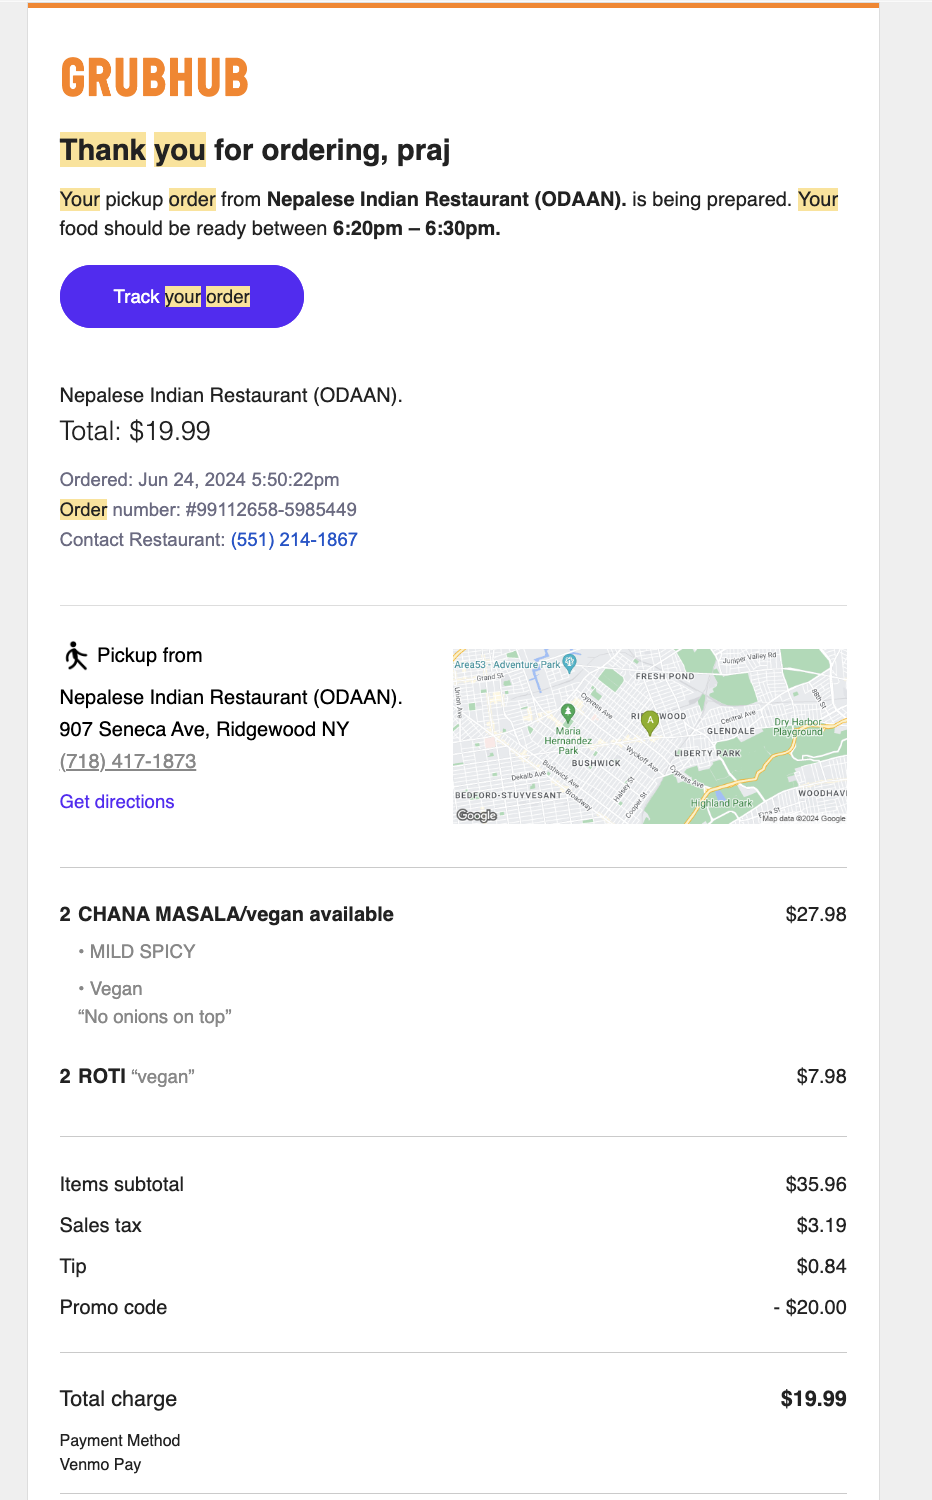 GRUBHUB
Thank you for ordering, praj
Your pickup order from Nepalese Indian Restaurant (ODAAN). is being prepared. Your
food should be ready between 6:20pm – 6:30pm.
Track your order
Nepalese Indian Restaurant (ODAAN).
Total: $19.99
Ordered: Jun 24, 2024 5:50:22pm
Order number: #99112658-5985449
Contact Restaurant: (551) 214-1867
Pickup from
Nepalese Indian Restaurant (ODAAN).
907 Seneca Ave, Ridgewood NY
(718) 417-1873
Get directions
Area53 - Adventure Park
Grand St
Juniper Valley Rd
FRESH POND
Union Ave
Cypress Ave
88th St
A
Maria
Hernandez
Park
Central Ave
GLENDALE
Dry Harbor
Playground
Wyckoff Ave
LIBERTY PARK
BUSHWICK
Dekalb Ave
Bushwick Ave
Cypress Ave
Halsey St
BEDFORD-STUYVESANT
Broadway
Cooper St
Highland Park
WOODHAV
Google
Map data ©2024 Google
2 CHANA MASALA/vegan available $27.98
• MILD SPICY
• Vegan
“No onions on top”
2 ROTI “vegan” $7.98
Items subtotal $35.96
Sales tax $3.19
Tip $0.84
Promo code - $20.00
Total charge $19.99
Payment Method
Venmo Pay